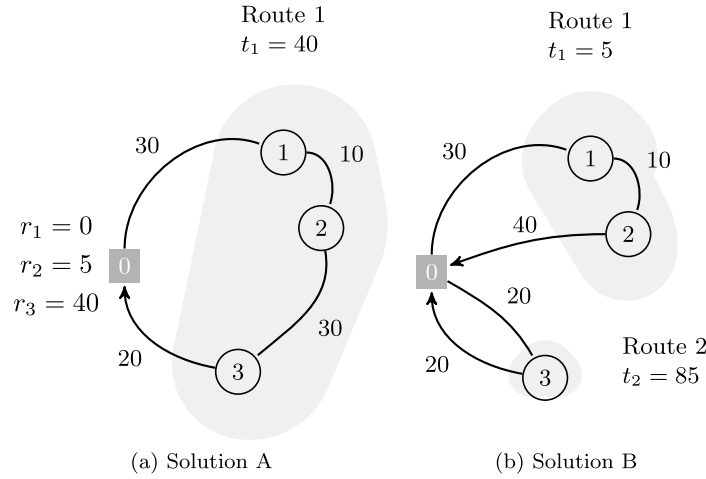 Route 1
t₁ = 40
30
1
10
2
r₁ = 0
r₂ = 5
r₃ = 40
0
30
20
3
(a) Solution A
Route 1
t₁ = 5
30
1
10
40
2
0
20
20
3
Route 2
t₂ = 85
(b) Solution B